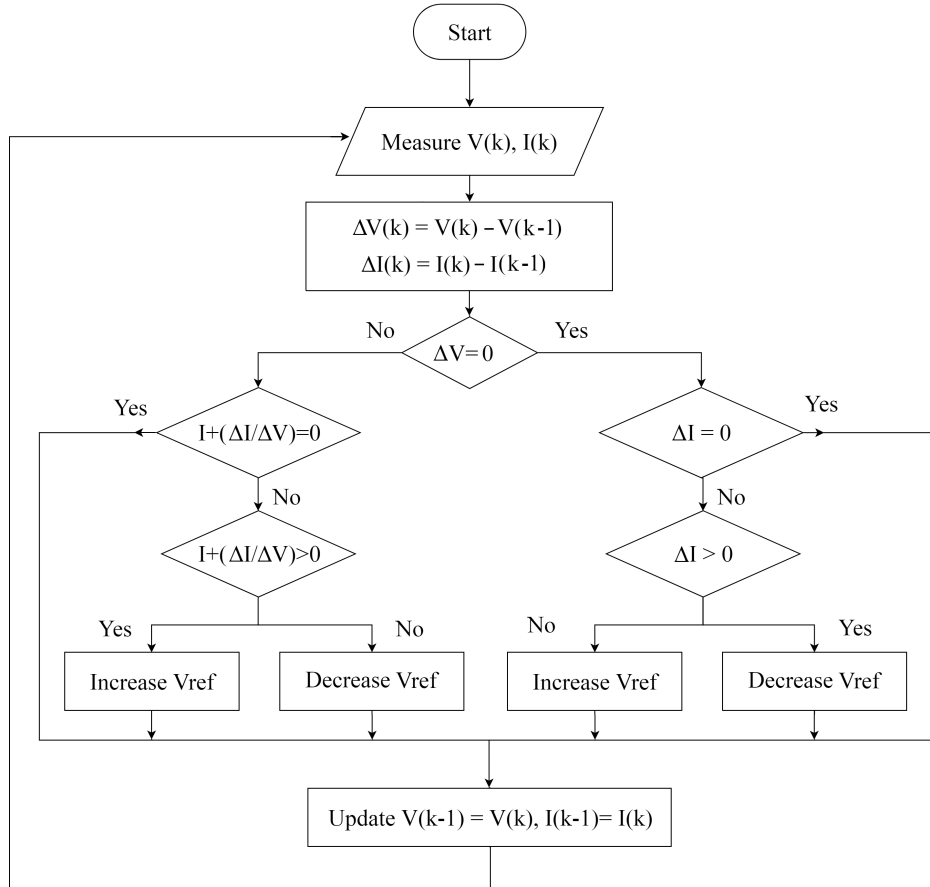 Start
Measure V(k), I(k)
ΔV(k) = V(k) – V(k-1)
ΔI(k) = I(k) – I(k-1)
No
Yes
ΔV= 0
Yes
I+(ΔI/ΔV)=0
ΔI = 0
Yes
No
No
I+(ΔI/ΔV)>0
ΔI > 0
Yes
No
No
Yes
Increase Vref
Decrease Vref
Increase Vref
Decrease Vref
Update V(k-1) = V(k), I(k-1)= I(k)